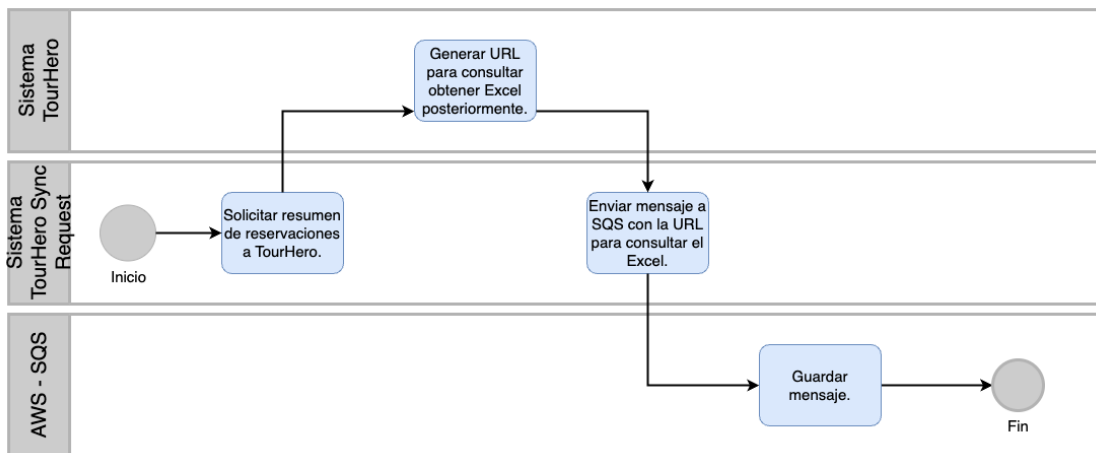 Sistema
TourHero
Generar URL
para consultar
obtener Excel
posteriormente.
Sistema
TourHero Sync
Request
Inicio
Solicitar resumen
de reservaciones
a TourHero.
Enviar mensaje a
SQS con la URL
para consultar el
Excel.
AWS - SQS
Guardar
mensaje.
Fin